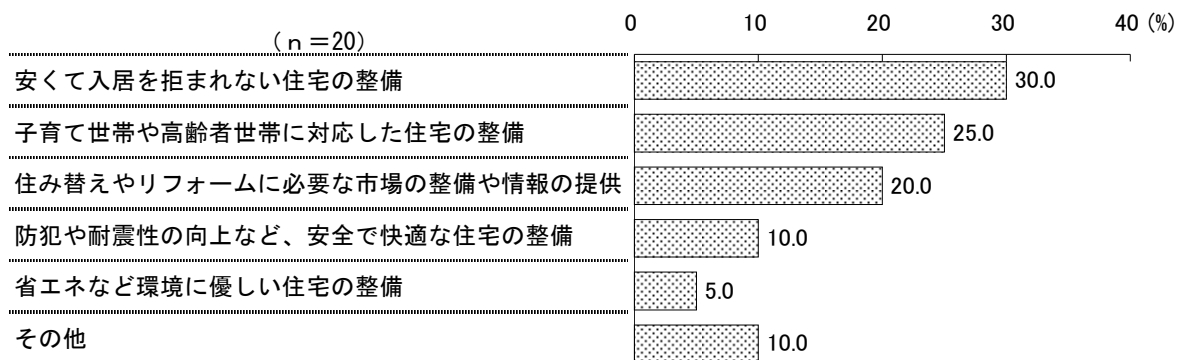 0 10 20 30 40 (%)
(n=20)
安くて入居を拒まれない住宅の整備 30.0
子育て世帯や高齢者世帯に対応した住宅の整備 25.0
住み替えやリフォームに必要な市場の整備や情報の提供 20.0
防犯や耐震性の向上など、安全で快適な住宅の整備 10.0
省エネなど環境に優しい住宅の整備 5.0
その他 10.0